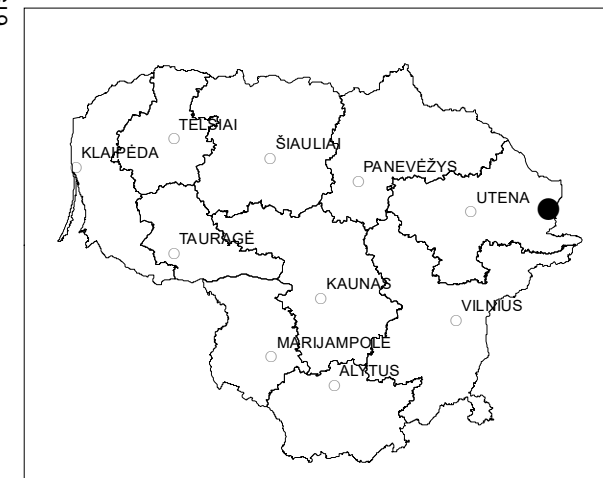 TELŠIAI
KLAIPĖDA
ŠIAULIAI
PANEVĖŽYS
UTENA
TAURAGĖ
KAUNAS
VILNIUS
MARIJAMPOLĖ
ALYTUS